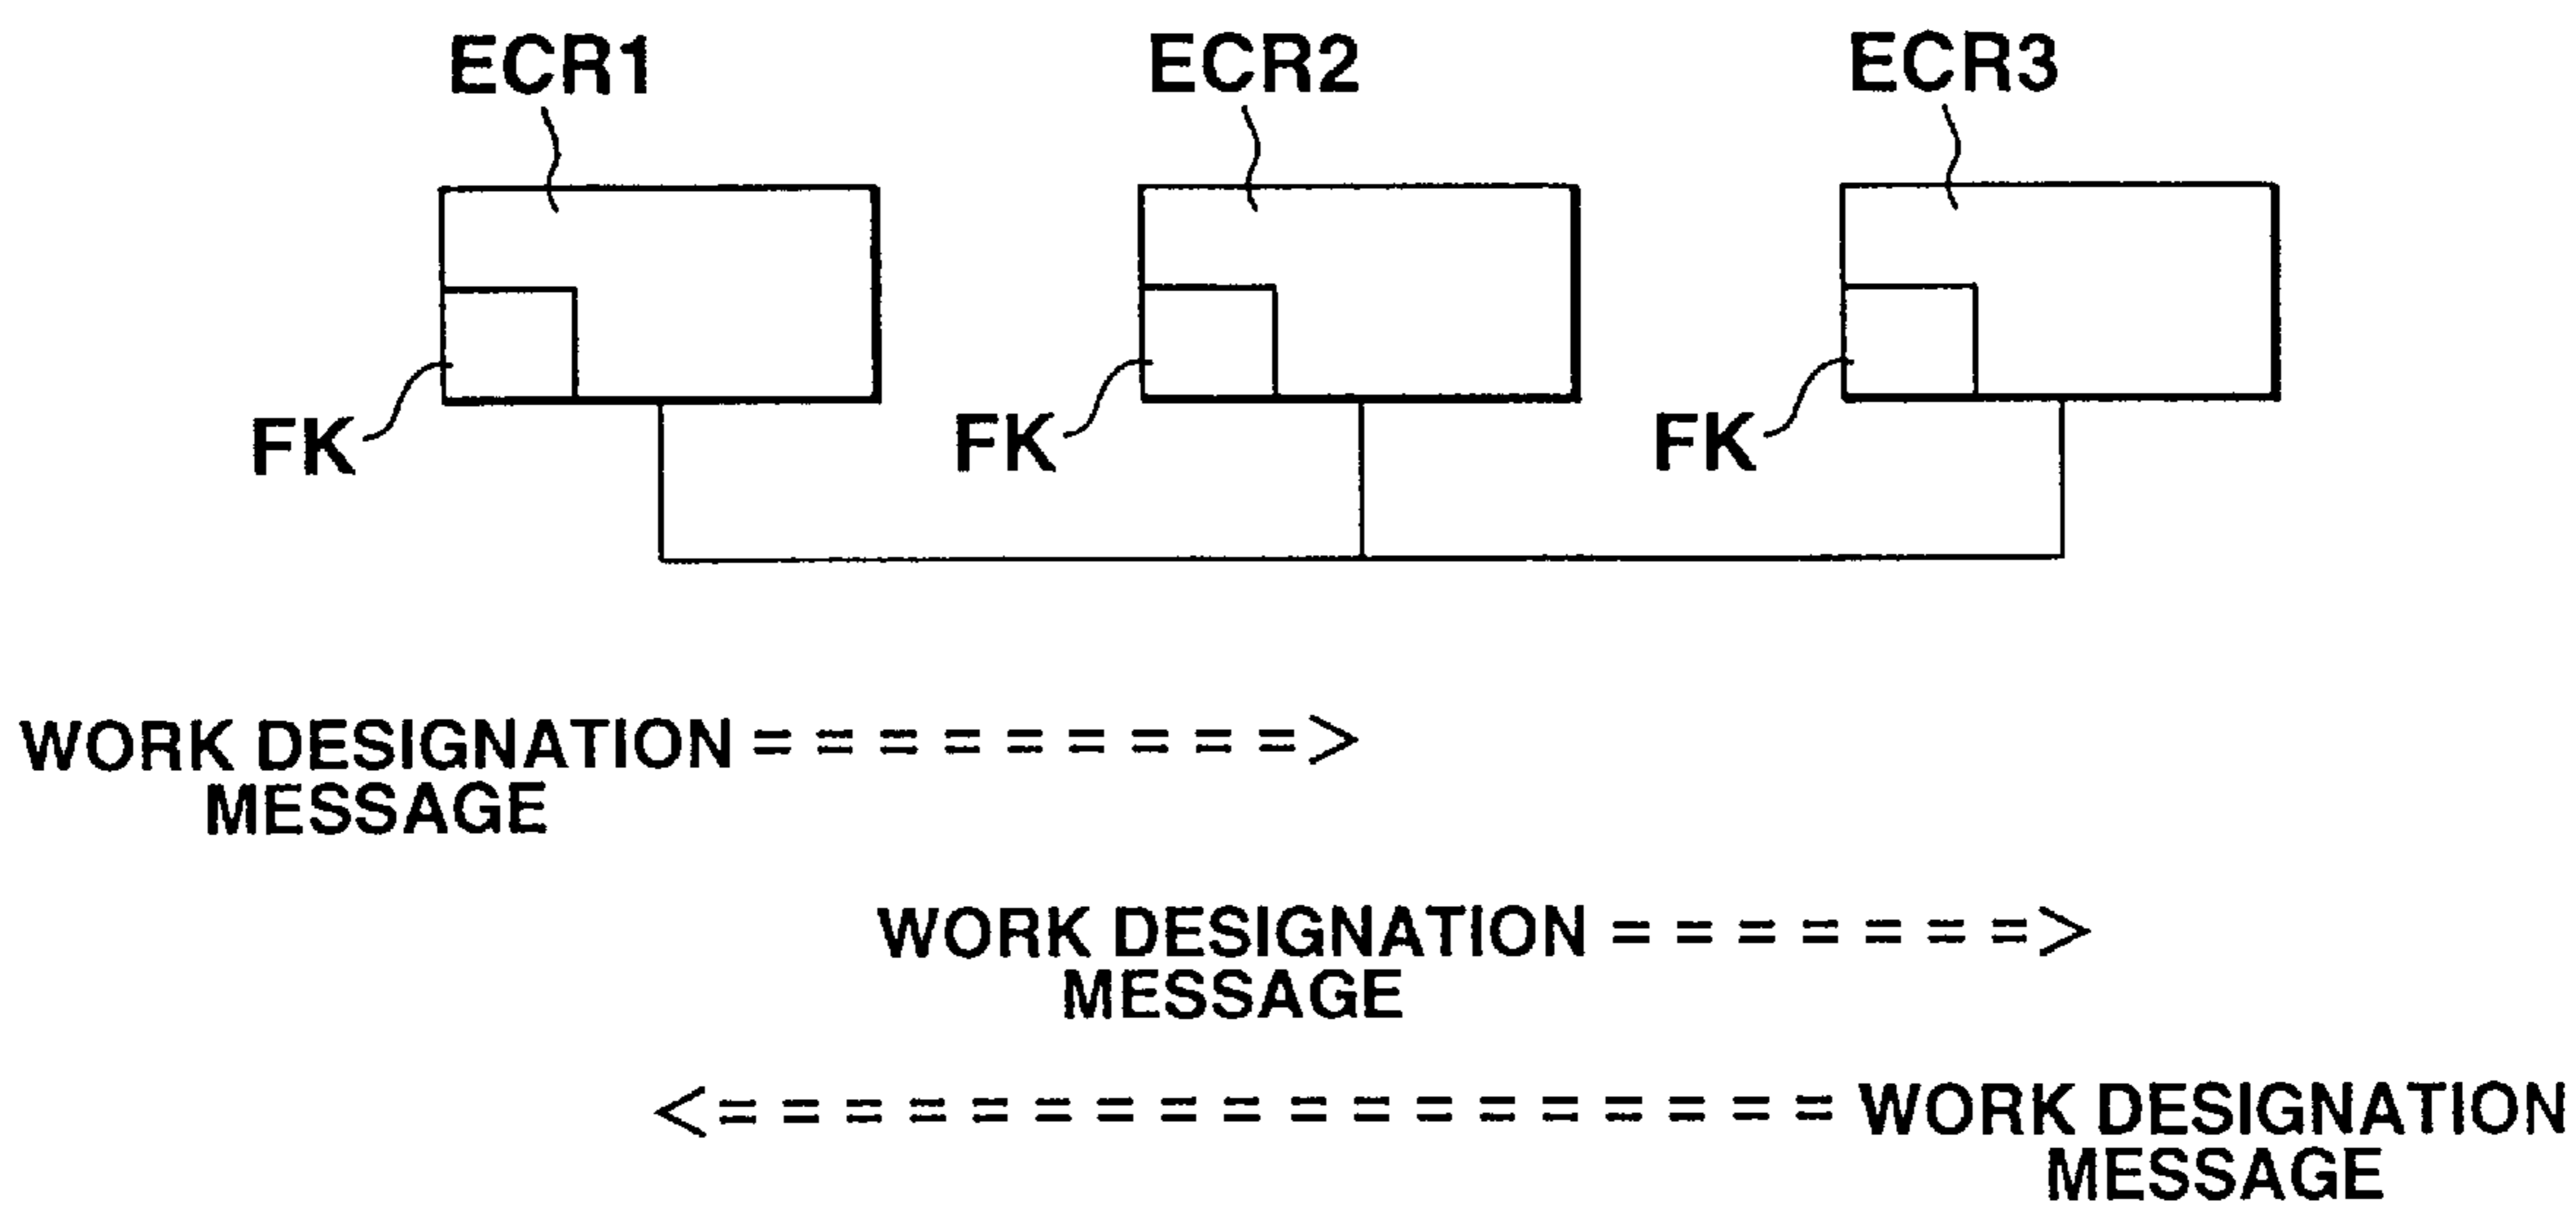 ECR1 ECR2 ECR3
FK FK FK
WORK DESIGNATION =========>
MESSAGE
WORK DESIGNATION =======>
MESSAGE
<================== WORK DESIGNATION
MESSAGE